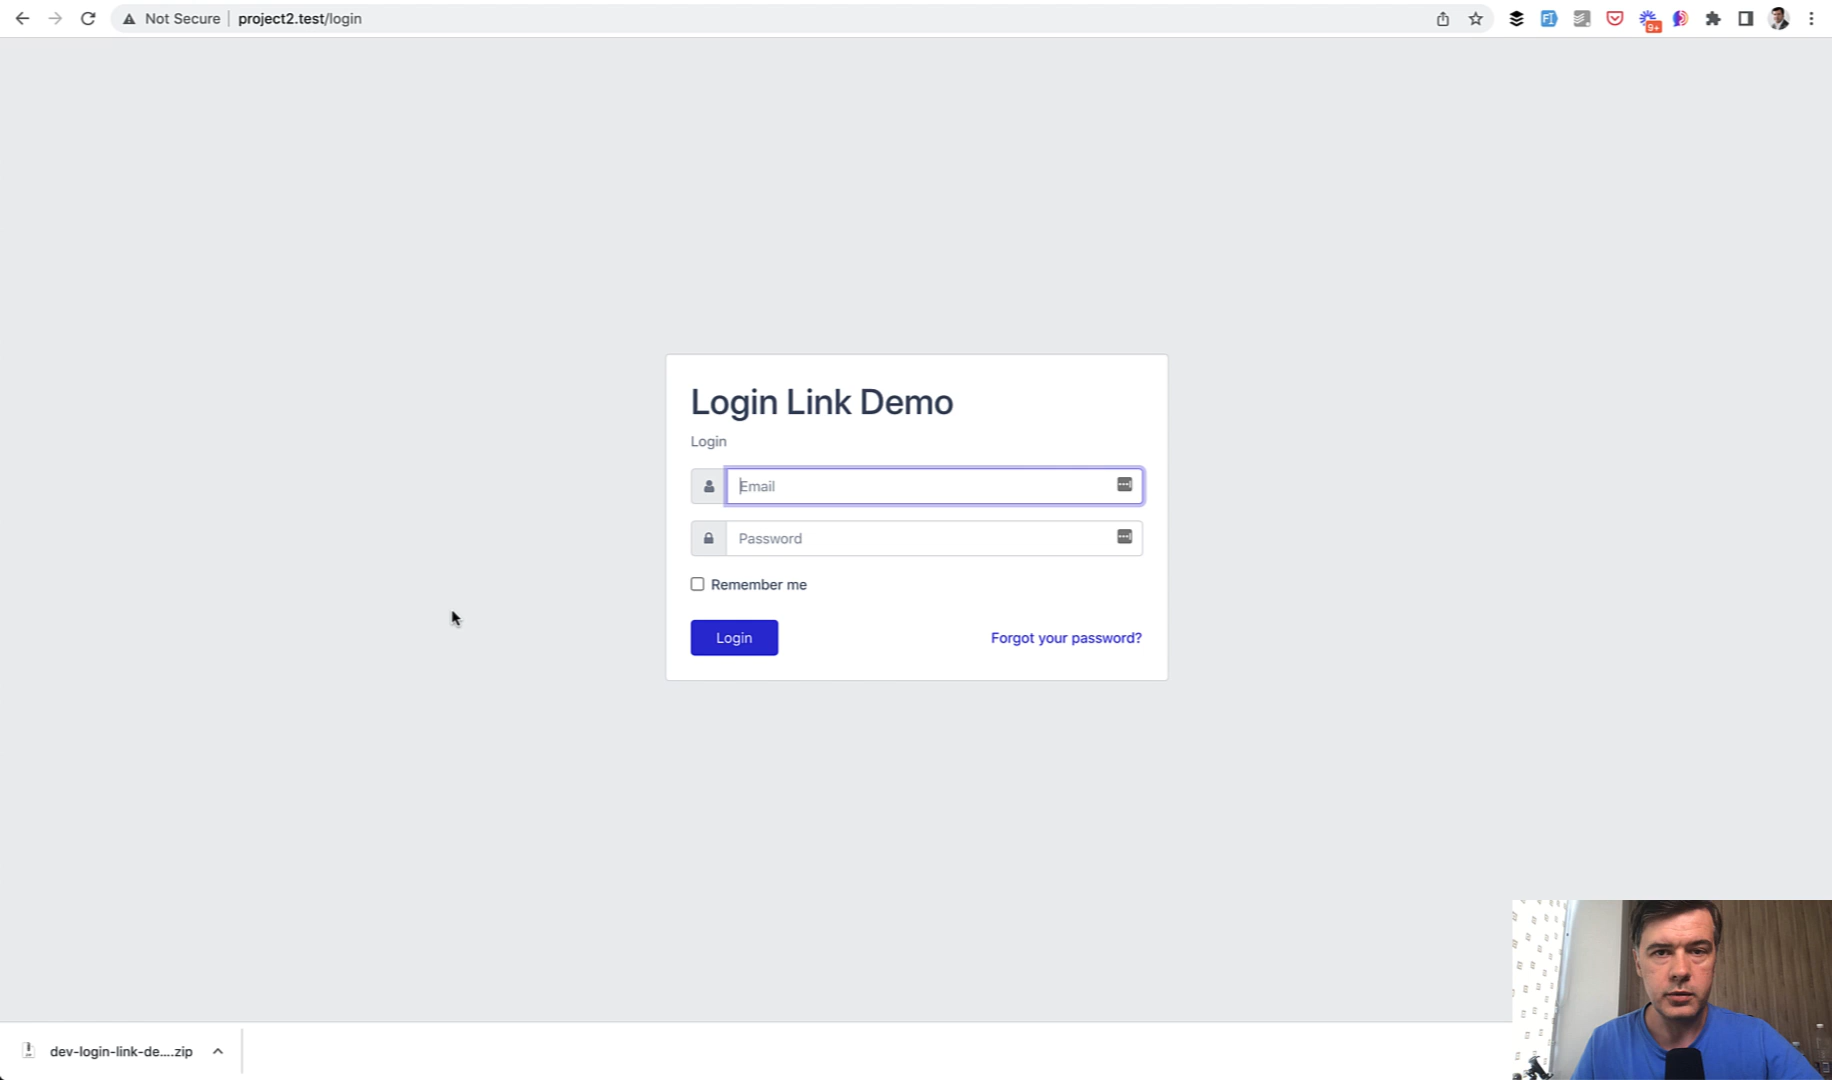 Not Secure | project2.test/login
9+
Login Link Demo
Login
Email
Password
Remember me
Login
Forgot your password?
dev-login-link-de....zip